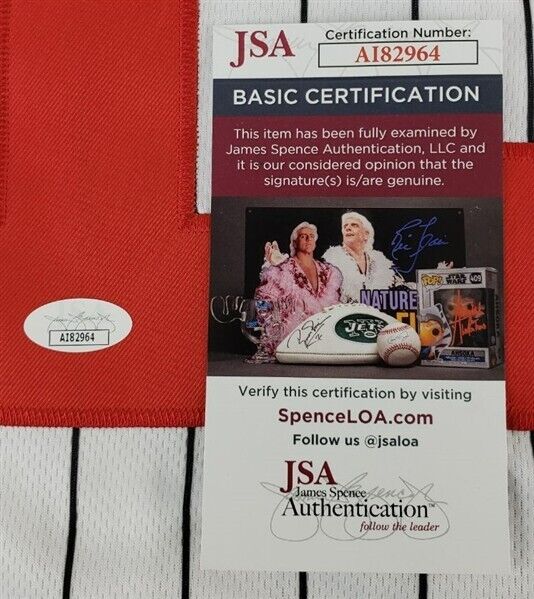 JSA
Certification Number:
AI82964
BASIC CERTIFICATION
This item has been fully examined by
James Spence Authentication, LLC and
it is our considered opinion that the
signature(s) is/are genuine.
NATURE
JETS
POP!
STAR WARS
409
AHSOKA
Verify this certification by visiting
SpenceLOA.com
Follow us @jsaloa
JSA
James Spence
Authentication™
follow the leader
AI82964